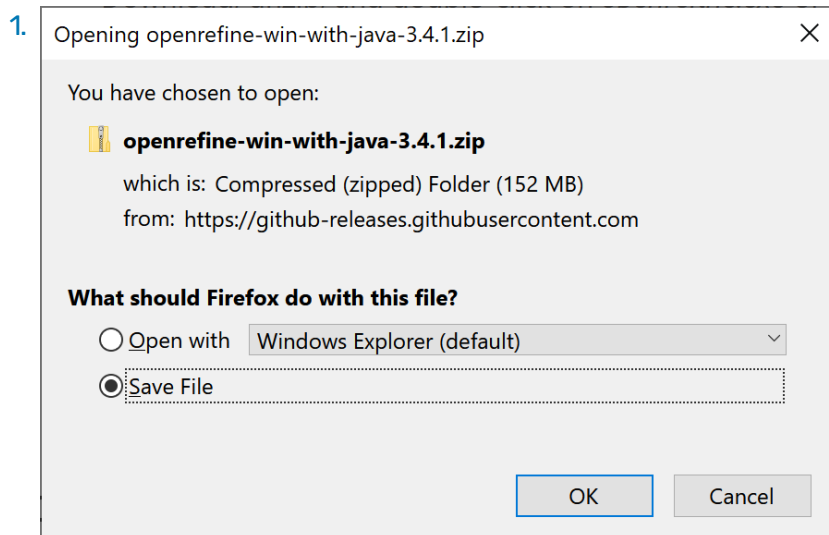 1.
Opening openrefine-win-with-java-3.4.1.zip
You have chosen to open:
openrefine-win-with-java-3.4.1.zip
which is: Compressed (zipped) Folder (152 MB)
from: https://github-releases.githubusercontent.com
What should Firefox do with this file?
Open with Windows Explorer (default)
Save File
OK Cancel